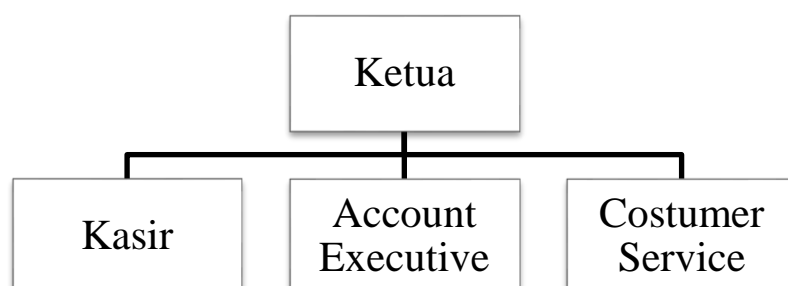 Ketua
Kasir
Account
Executive
Costumer
Service